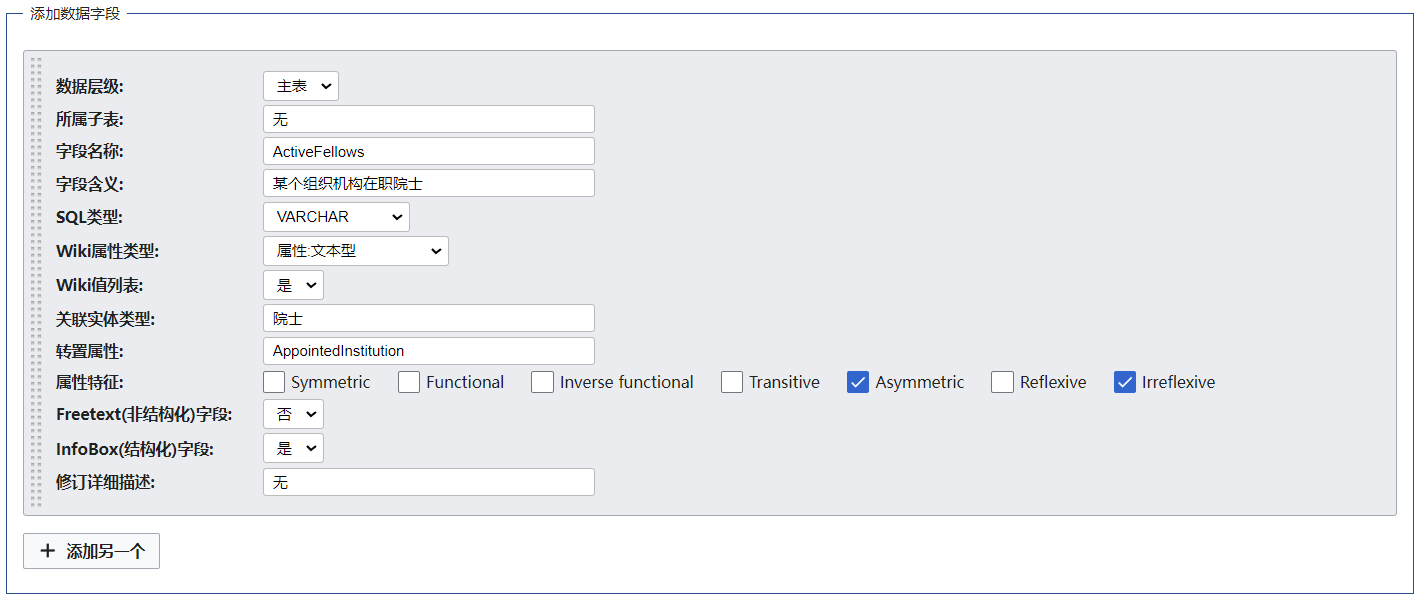 添加数据字段
数据层级: 主表
所属子表: 无
字段名称: ActiveFellows
字段含义: 某个组织机构在职院士
SQL类型: VARCHAR
Wiki属性类型: 属性:文本型
Wiki值列表: 是
关联实体类型: 院士
转置属性: AppointedInstitution
属性特征: Symmetric Functional Inverse functional Transitive Asymmetric Reflexive Irreflexive
Freetext(非结构化)字段: 否
InfoBox(结构化)字段: 是
修订详细描述: 无
+ 添加另一个